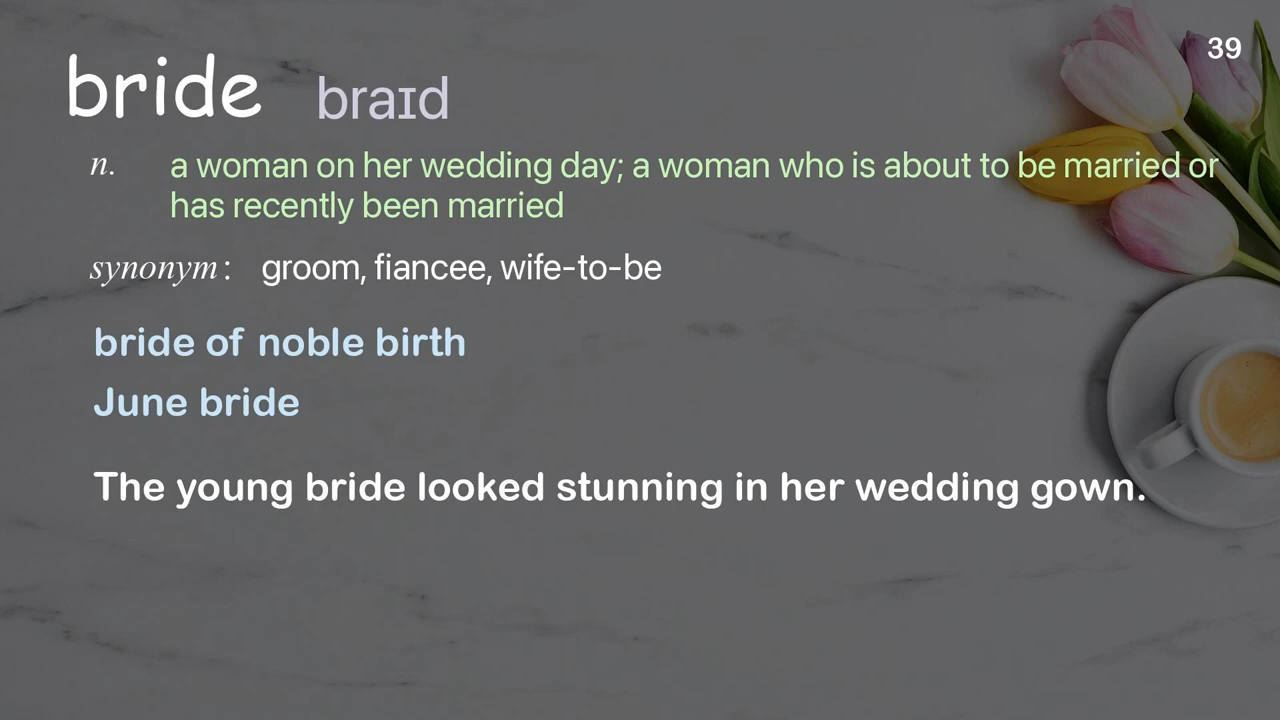 39
bride braɪd
n. a woman on her wedding day; a woman who is about to be married or
has recently been married
synonym: groom, fiancee, wife-to-be
bride of noble birth
June bride
The young bride looked stunning in her wedding gown.